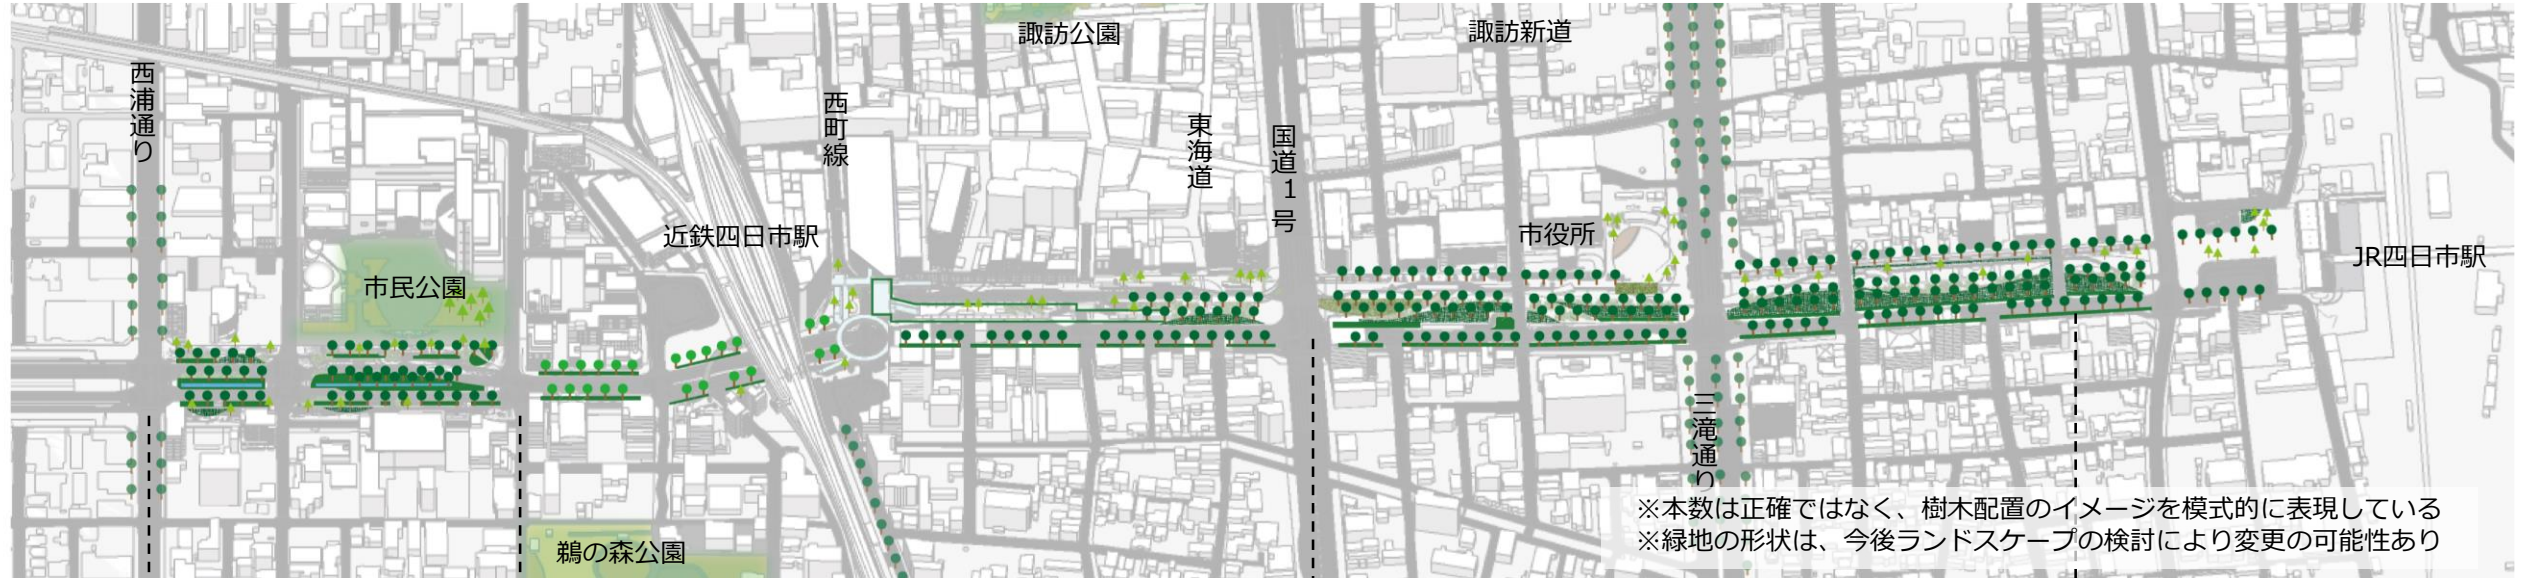 諏訪公園
諏訪新道
西浦通り
西町線
東海道
国道1号
近鉄四日市駅
市役所
JR四日市駅
市民公園
三滝通り
鵜の森公園
※本数は正確ではなく、樹木配置のイメージを模式的に表現している
※緑地の形状は、今後ランドスケープの検討により変更の可能性あり